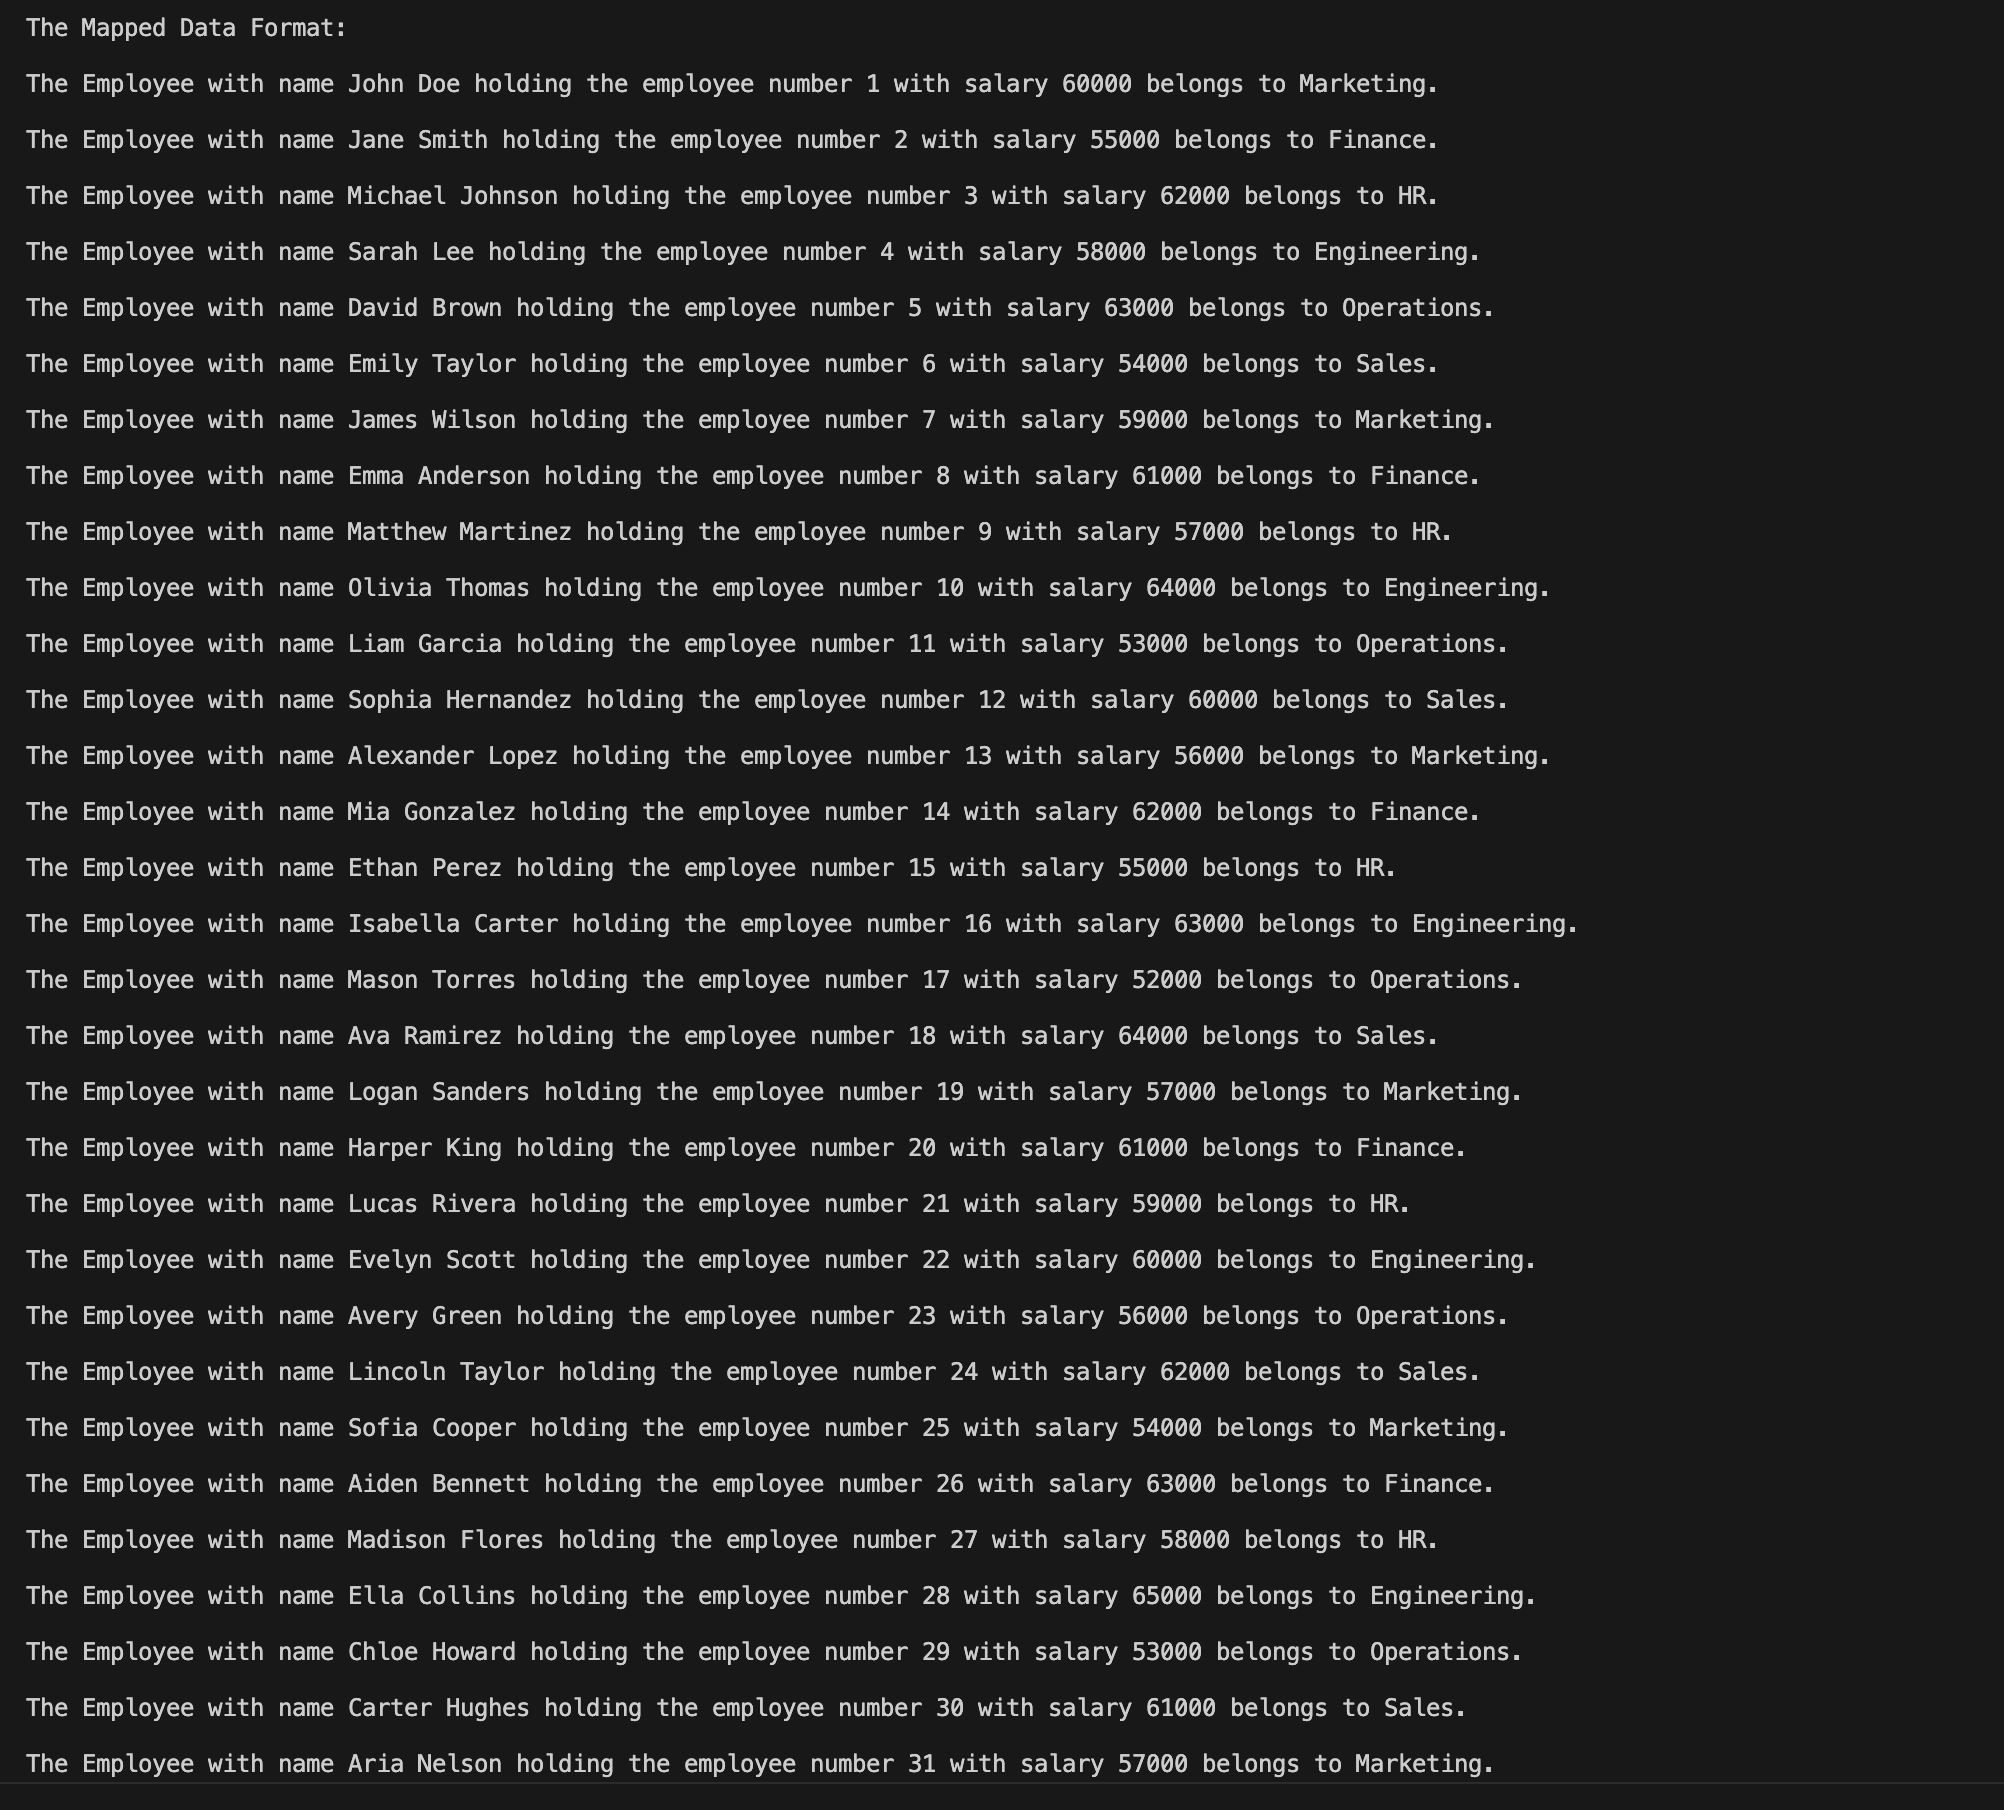 The Mapped Data Format:
The Employee with name John Doe holding the employee number 1 with salary 60000 belongs to Marketing.
The Employee with name Jane Smith holding the employee number 2 with salary 55000 belongs to Finance.
The Employee with name Michael Johnson holding the employee number 3 with salary 62000 belongs to HR.
The Employee with name Sarah Lee holding the employee number 4 with salary 58000 belongs to Engineering.
The Employee with name David Brown holding the employee number 5 with salary 63000 belongs to Operations.
The Employee with name Emily Taylor holding the employee number 6 with salary 54000 belongs to Sales.
The Employee with name James Wilson holding the employee number 7 with salary 59000 belongs to Marketing.
The Employee with name Emma Anderson holding the employee number 8 with salary 61000 belongs to Finance.
The Employee with name Matthew Martinez holding the employee number 9 with salary 57000 belongs to HR.
The Employee with name Olivia Thomas holding the employee number 10 with salary 64000 belongs to Engineering.
The Employee with name Liam Garcia holding the employee number 11 with salary 53000 belongs to Operations.
The Employee with name Sophia Hernandez holding the employee number 12 with salary 60000 belongs to Sales.
The Employee with name Alexander Lopez holding the employee number 13 with salary 56000 belongs to Marketing.
The Employee with name Mia Gonzalez holding the employee number 14 with salary 62000 belongs to Finance.
The Employee with name Ethan Perez holding the employee number 15 with salary 55000 belongs to HR.
The Employee with name Isabella Carter holding the employee number 16 with salary 63000 belongs to Engineering.
The Employee with name Mason Torres holding the employee number 17 with salary 52000 belongs to Operations.
The Employee with name Ava Ramirez holding the employee number 18 with salary 64000 belongs to Sales.
The Employee with name Logan Sanders holding the employee number 19 with salary 57000 belongs to Marketing.
The Employee with name Harper King holding the employee number 20 with salary 61000 belongs to Finance.
The Employee with name Lucas Rivera holding the employee number 21 with salary 59000 belongs to HR.
The Employee with name Evelyn Scott holding the employee number 22 with salary 60000 belongs to Engineering.
The Employee with name Avery Green holding the employee number 23 with salary 56000 belongs to Operations.
The Employee with name Lincoln Taylor holding the employee number 24 with salary 62000 belongs to Sales.
The Employee with name Sofia Cooper holding the employee number 25 with salary 54000 belongs to Marketing.
The Employee with name Aiden Bennett holding the employee number 26 with salary 63000 belongs to Finance.
The Employee with name Madison Flores holding the employee number 27 with salary 58000 belongs to HR.
The Employee with name Ella Collins holding the employee number 28 with salary 65000 belongs to Engineering.
The Employee with name Chloe Howard holding the employee number 29 with salary 53000 belongs to Operations.
The Employee with name Carter Hughes holding the employee number 30 with salary 61000 belongs to Sales.
The Employee with name Aria Nelson holding the employee number 31 with salary 57000 belongs to Marketing.